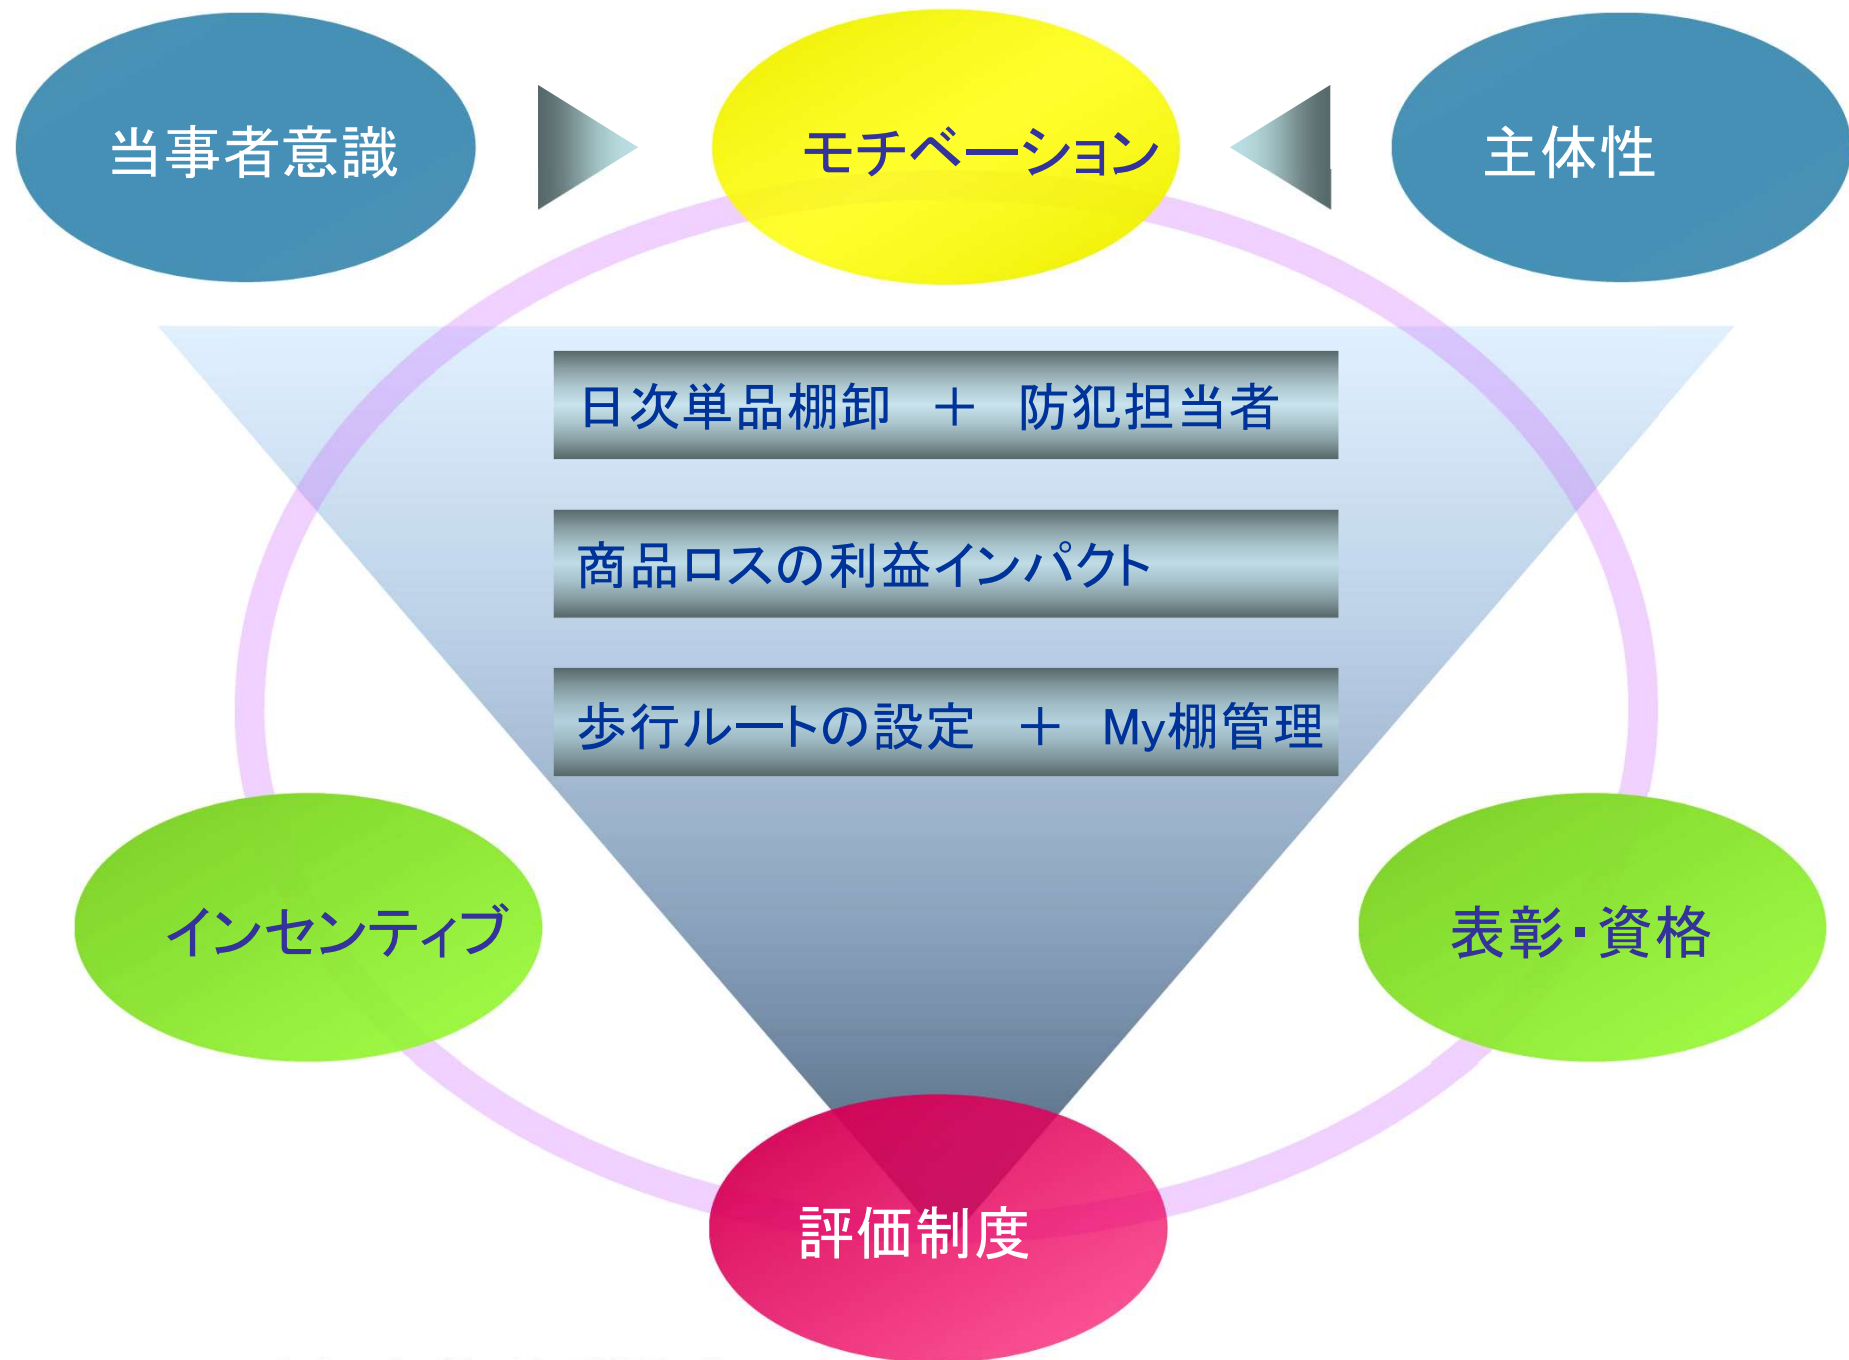 当事者意識
モチベーション
主体性
日次単品棚卸　＋　防犯担当者
商品ロスの利益インパクト
歩行ルートの設定　＋　My棚管理
インセンティブ
表彰・資格
評価制度